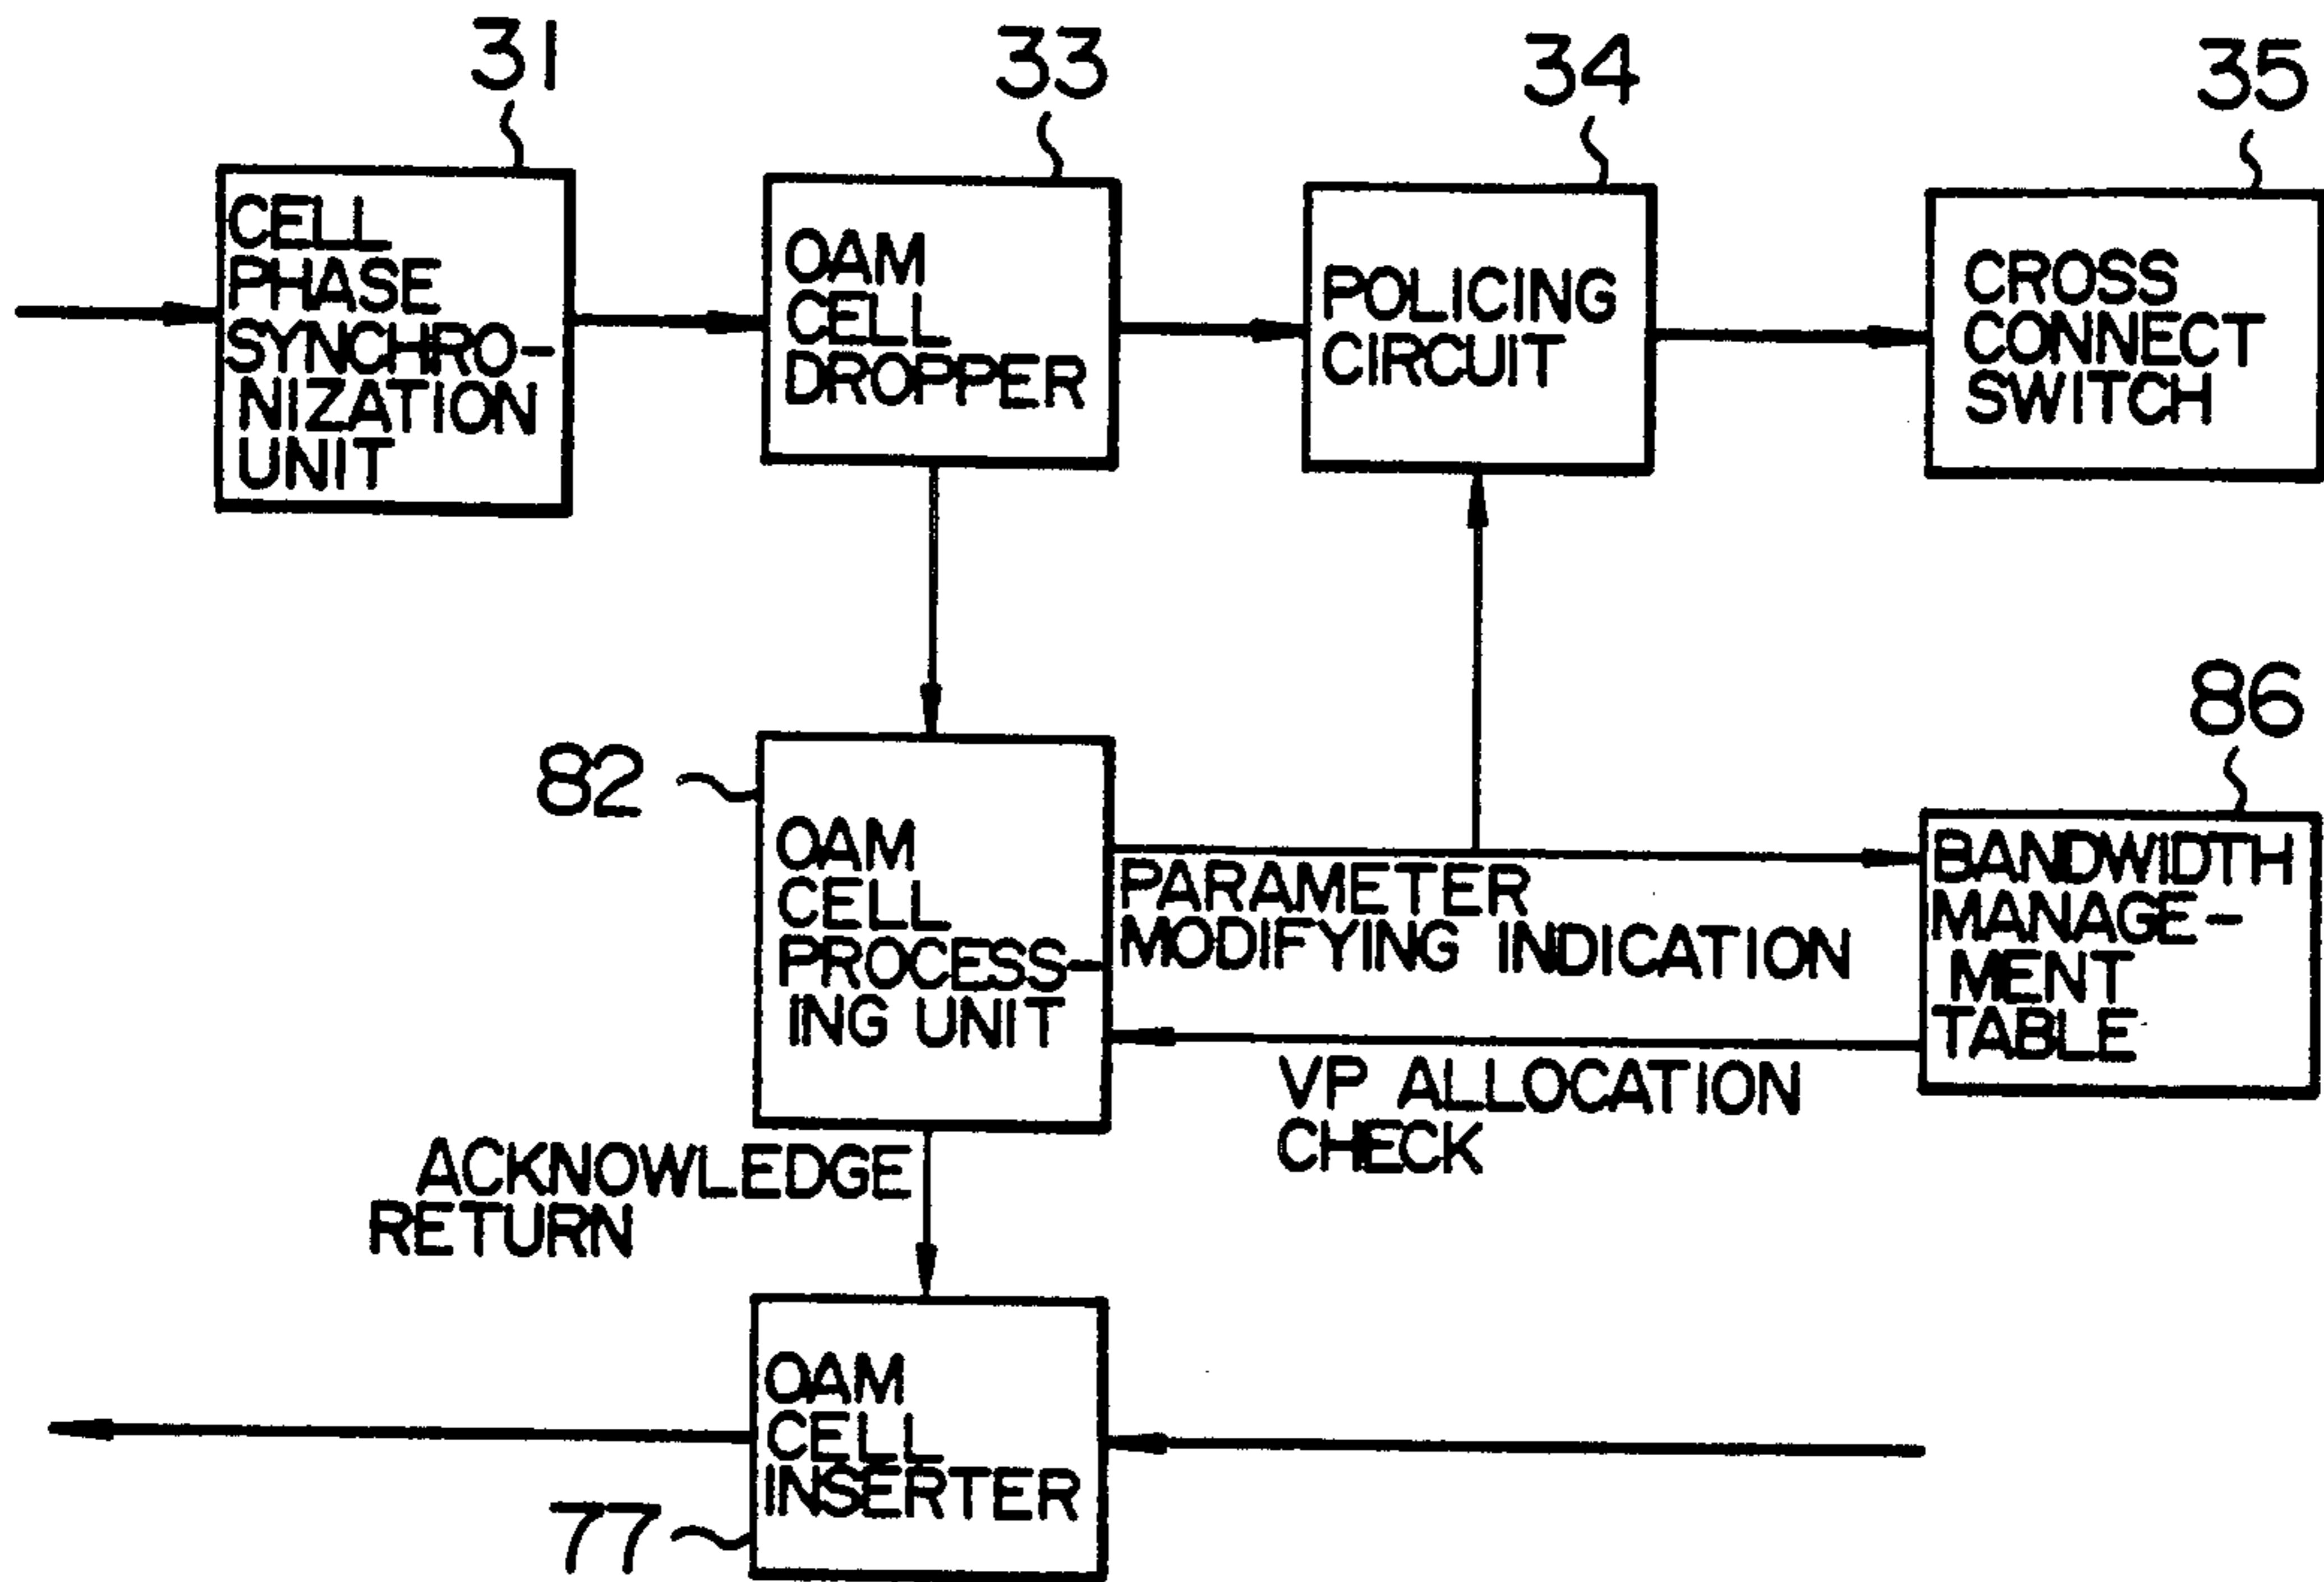 31
33
34
35
CELL
PHASE
SYNCHRO-
NIZATION
UNIT
OAM
CELL
DROPPER
POLICING
CIRCUIT
CROSS
CONNECT
SWITCH
82
86
OAM
CELL
PROCESS-
ING UNIT
PARAMETER
MODIFYING INDICATION
BANDWIDTH
MANAGE-
MENT
TABLE
VP ALLOCATION
CHECK
ACKNOWLEDGE
RETURN
OAM
CELL
INSERTER
77